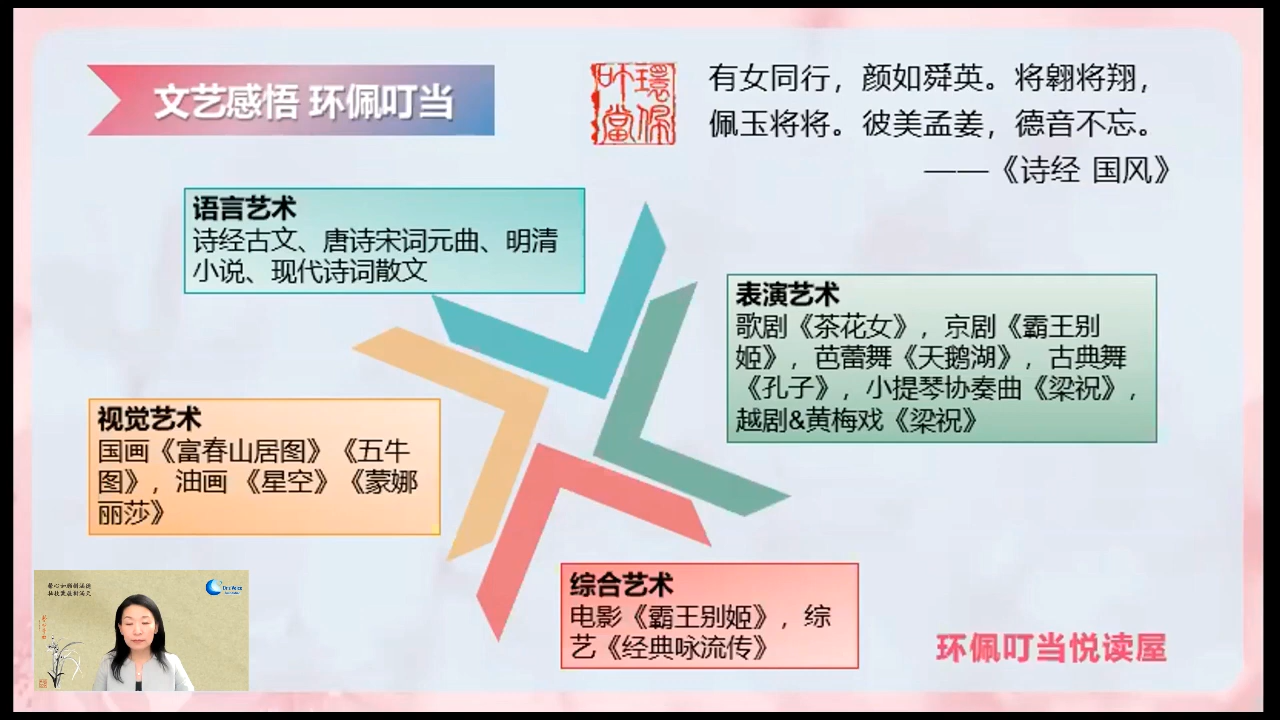 文艺感悟 环佩叮当
環佩叮當
有女同行，颜如舜英。将翱将翔，
佩玉将将。彼美孟姜，德音不忘。
——《诗经 国风》
语言艺术
诗经古文、唐诗宋词元曲、明清
小说、现代诗词散文
表演艺术
歌剧《茶花女》，京剧《霸王别
姬》，芭蕾舞《天鹅湖》，古典舞
《孔子》，小提琴协奏曲《梁祝》，
越剧&黄梅戏《梁祝》
视觉艺术
国画《富春山居图》《五牛
图》，油画 《星空》《蒙娜
丽莎》
综合艺术
电影《霸王别姬》，综
艺《经典咏流传》
环佩叮当悦读屋